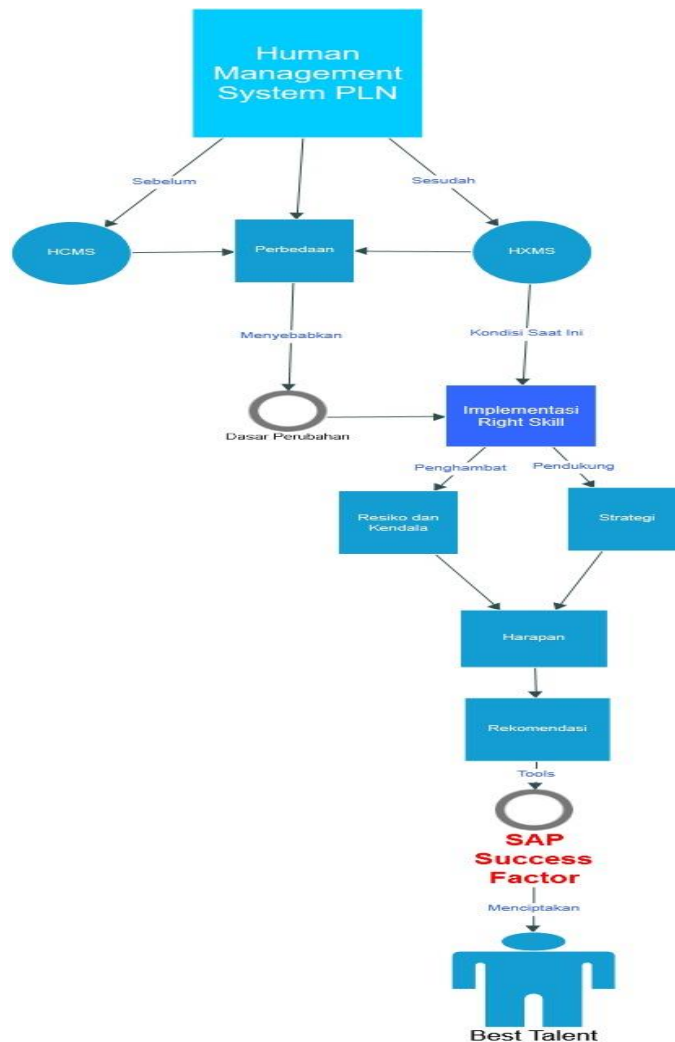 Human
Management
System PLN
Sebelum
Sesudah
HCMS
Perbedaan
HXMS
Menyebabkan
Kondisi Saat Ini
Dasar Perubahan
Implementasi
Right Skill
Penghambat
Pendukung
Resiko dan
Kendala
Strategi
Harapan
Rekomendasi
Tools
SAP
Success
Factor
Menciptakan
Best Talent